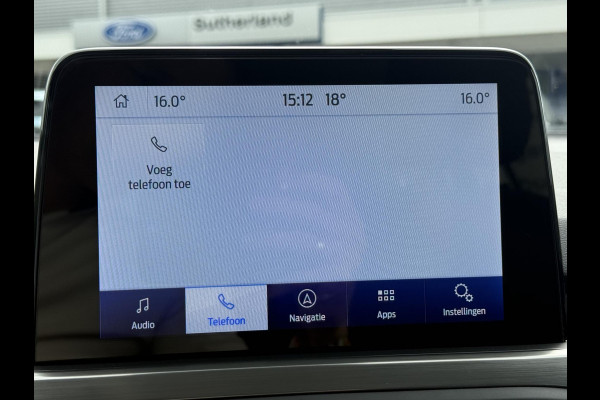 Ford Sutherland
16.0° 15:12 18° 16.0°
Voeg
telefoon toe
Audio Telefoon Navigatie Apps Instellingen